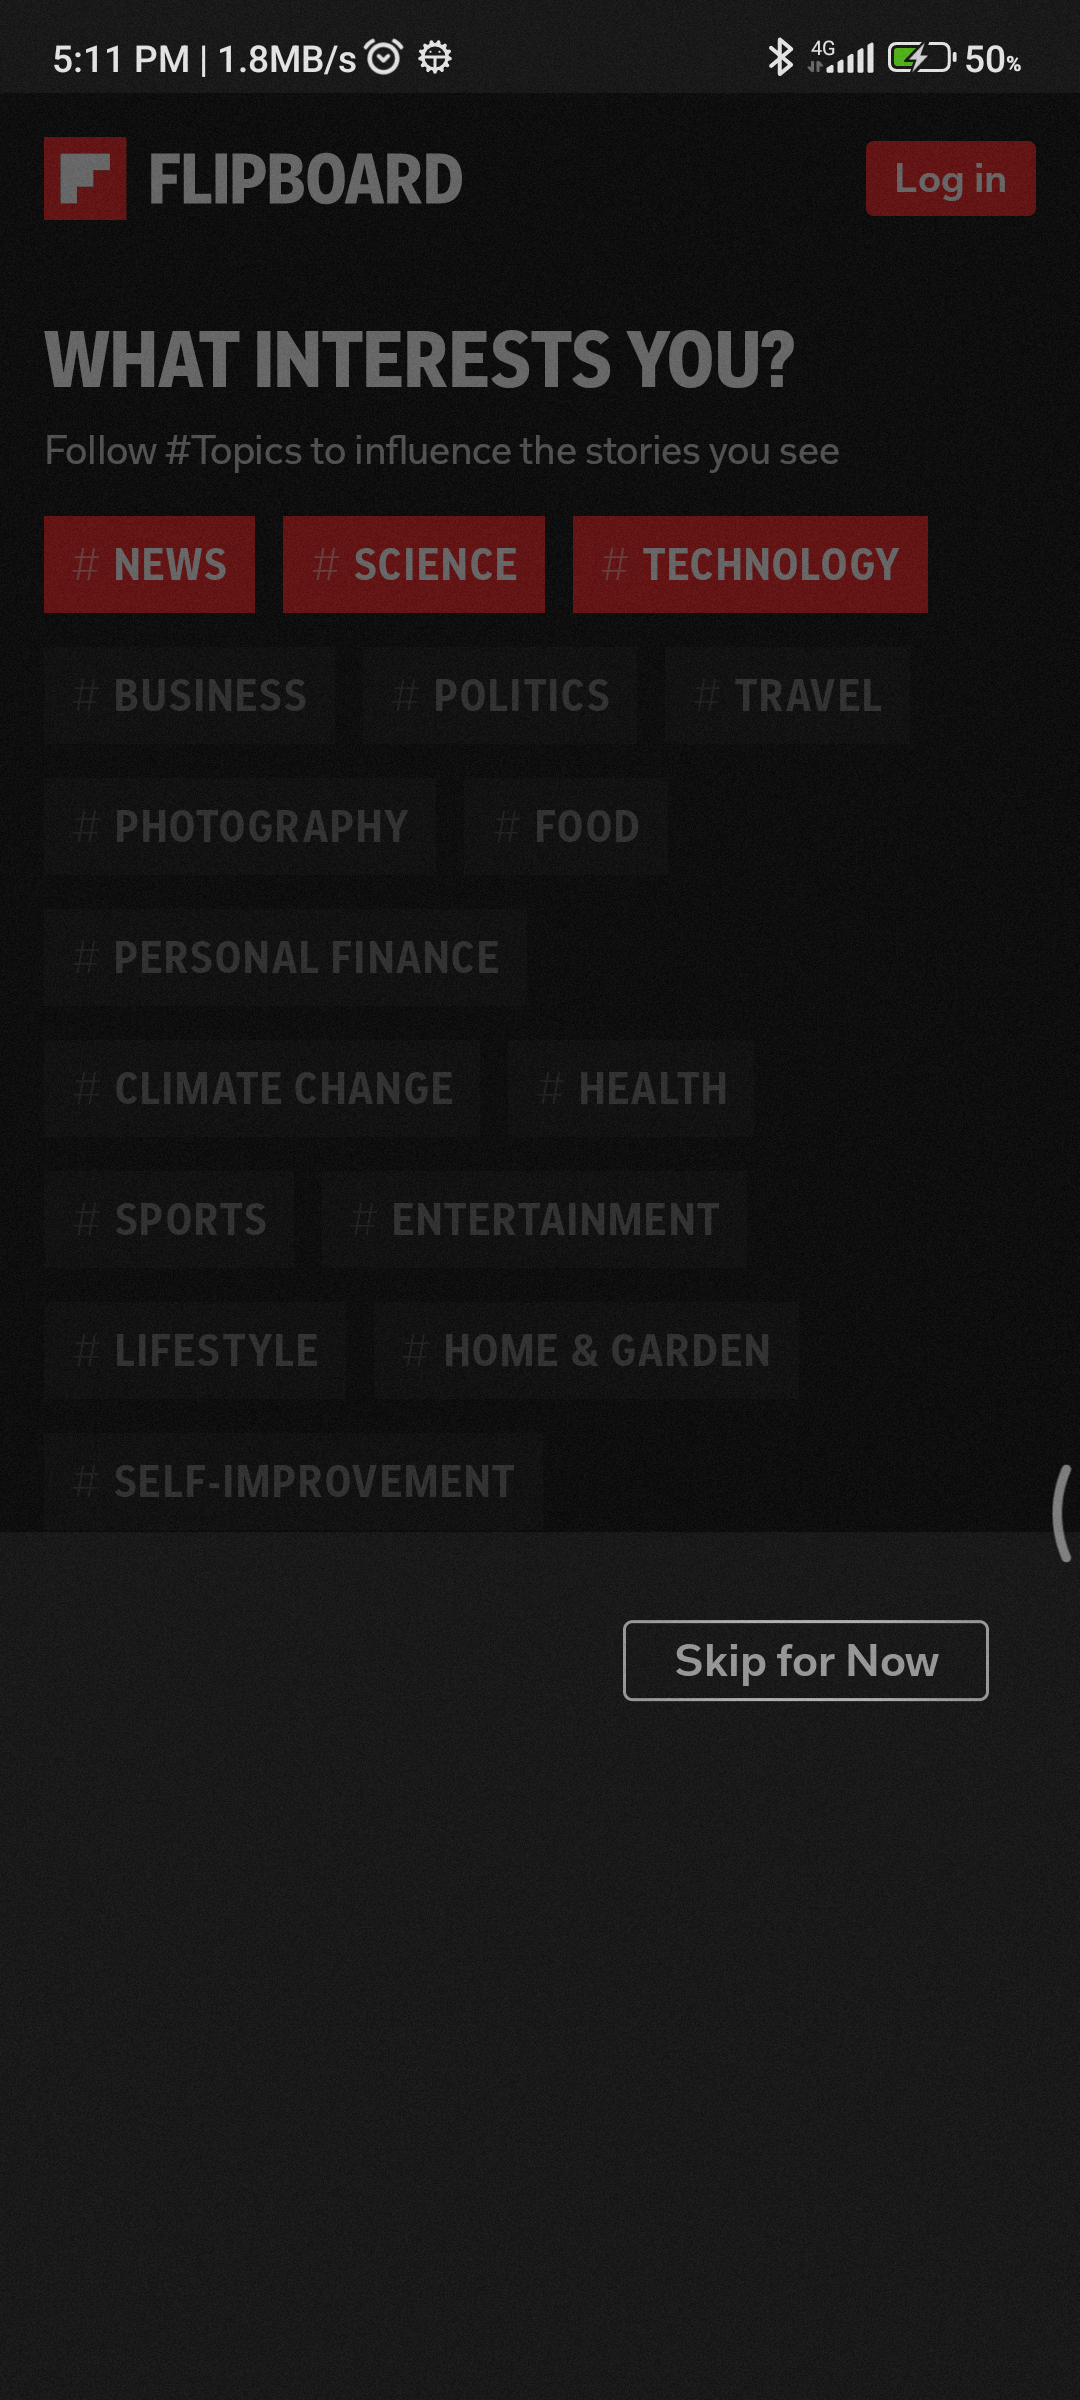 5:11 PM | 1.8MB/s 4G 50%
FLIPBOARD Log in
WHAT INTERESTS YOU?
Follow #Topics to influence the stories you see
# NEWS # SCIENCE # TECHNOLOGY
# BUSINESS # POLITICS # TRAVEL
# PHOTOGRAPHY # FOOD
# PERSONAL FINANCE
# CLIMATE CHANGE # HEALTH
# SPORTS # ENTERTAINMENT
# LIFESTYLE # HOME & GARDEN
# SELF-IMPROVEMENT
Skip for Now